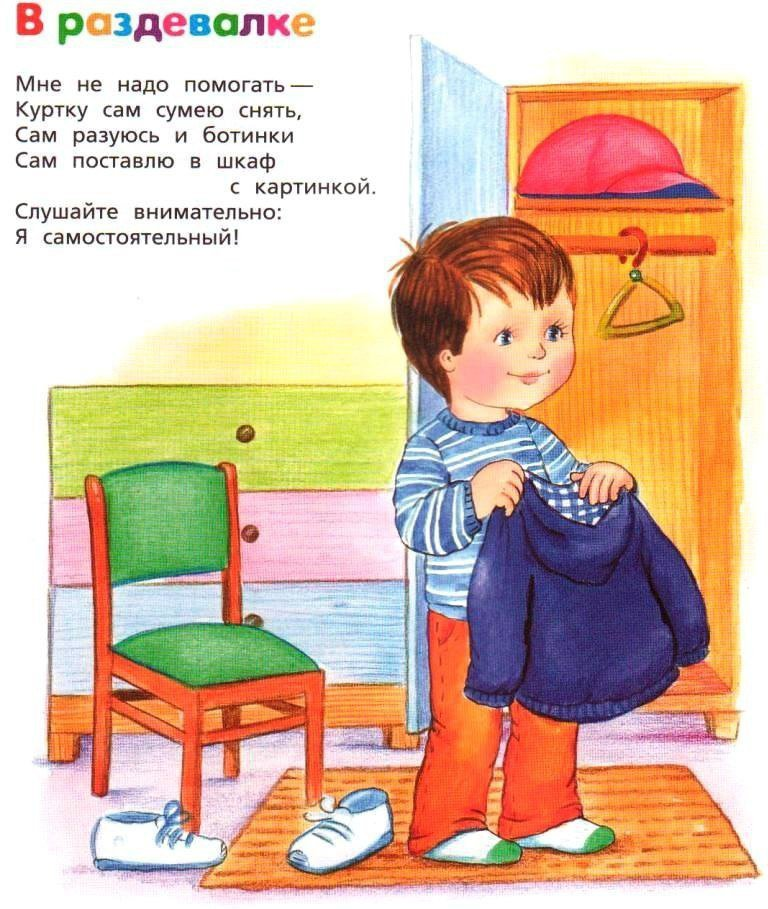 В раздевалке
Мне не надо помогать —
Куртку сам сумею снять,
Сам разуюсь и ботинки
Сам поставлю в шкаф
с картинкой.
Слушайте внимательно:
Я самостоятельный!